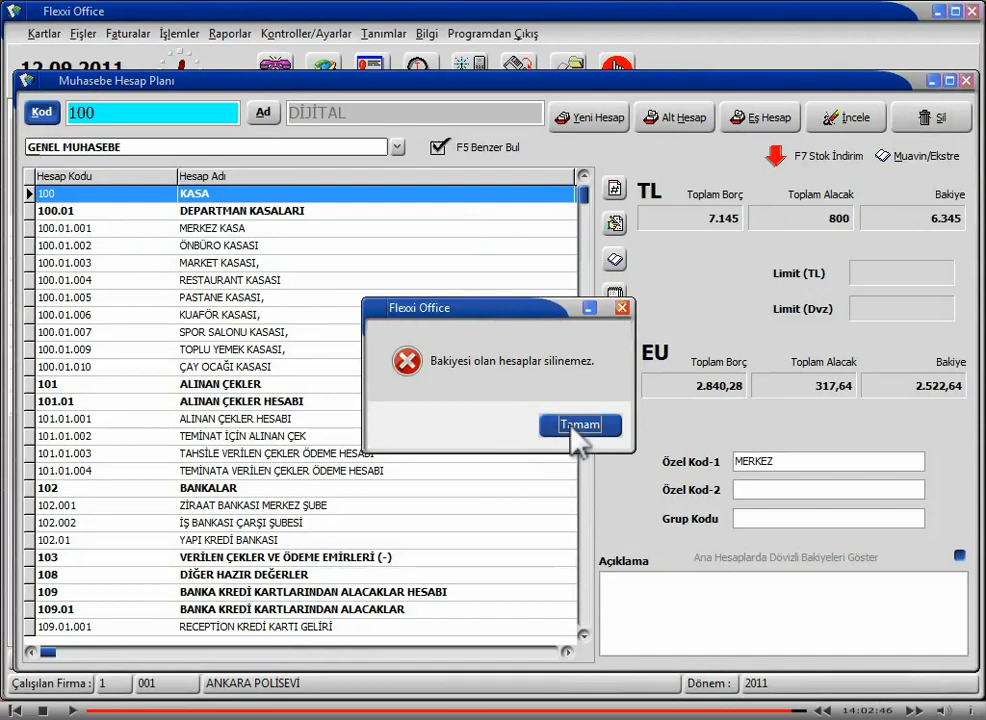 Flexxi Office
Kartlar Fişler Faturalar İşlemler Raporlar Kontroller/Ayarlar Tanımlar Bilgi Programdan Çıkış
12.09.2011
Muhasebe Hesap Planı
Kod 100 Ad DİJİTAL Yeni Hesap Alt Hesap Eş Hesap İncele Sil
GENEL MUHASEBE F5 Benzer Bul
F7 Stok İndirim Muavin/Ekstre
Hesap Kodu Hesap Adı
100 KASA
100.01 DEPARTMAN KASALARI
100.01.001 MERKEZ KASA
100.01.002 ÖNBÜRO KASASI
100.01.003 MARKET KASASI,
100.01.004 RESTAURANT KASASI
100.01.005 PASTANE KASASI,
100.01.006 KUAFÖR KASASI,
100.01.007 SPOR SALONU KASASI,
100.01.009 TOPLU YEMEK KASASI,
100.01.010 ÇAY OCAĞI KASASI
101 ALINAN ÇEKLER
101.01 ALINAN ÇEKLER HESABI
101.01.001 ALINAN ÇEKLER HESABI
101.01.002 TEMİNAT İÇİN ALINAN ÇEK
101.01.003 TAHSİLE VERİLEN ÇEKLER ÖDEME HESABI
101.01.004 TEMİNATA VERİLEN ÇEKLER ÖDEME HESABI
102 BANKALAR
102.001 ZİRAAT BANKASI MERKEZ ŞUBE
102.002 İŞ BANKASI ÇARŞI ŞUBESİ
102.01 YAPI KREDİ BANKASI
103 VERİLEN ÇEKLER VE ÖDEME EMİRLERİ (-)
108 DİĞER HAZIR DEĞERLER
109 BANKA KREDİ KARTLARINDAN ALACAKLAR HESABI
109.01 BANKA KREDİ KARTLARINDAN ALACAKLAR
109.01.001 RECEPTİON KREDİ KARTI GELİRİ
TL Toplam Borç Toplam Alacak Bakiye
7.145 800 6.345
Limit (TL)
Limit (Dvz)
EU Toplam Borç Toplam Alacak Bakiye
2.840,28 317,64 2.522,64
Özel Kod-1 MERKEZ
Özel Kod-2
Grup Kodu
Açıklama Ana Hesaplarda Dövizli Bakiyeleri Göster
Flexxi Office
Bakiyesi olan hesaplar silinemez.
Tamam
Çalışılan Firma : 1 001 ANKARA POLİSEVİ Dönem : 2011
14:02:46